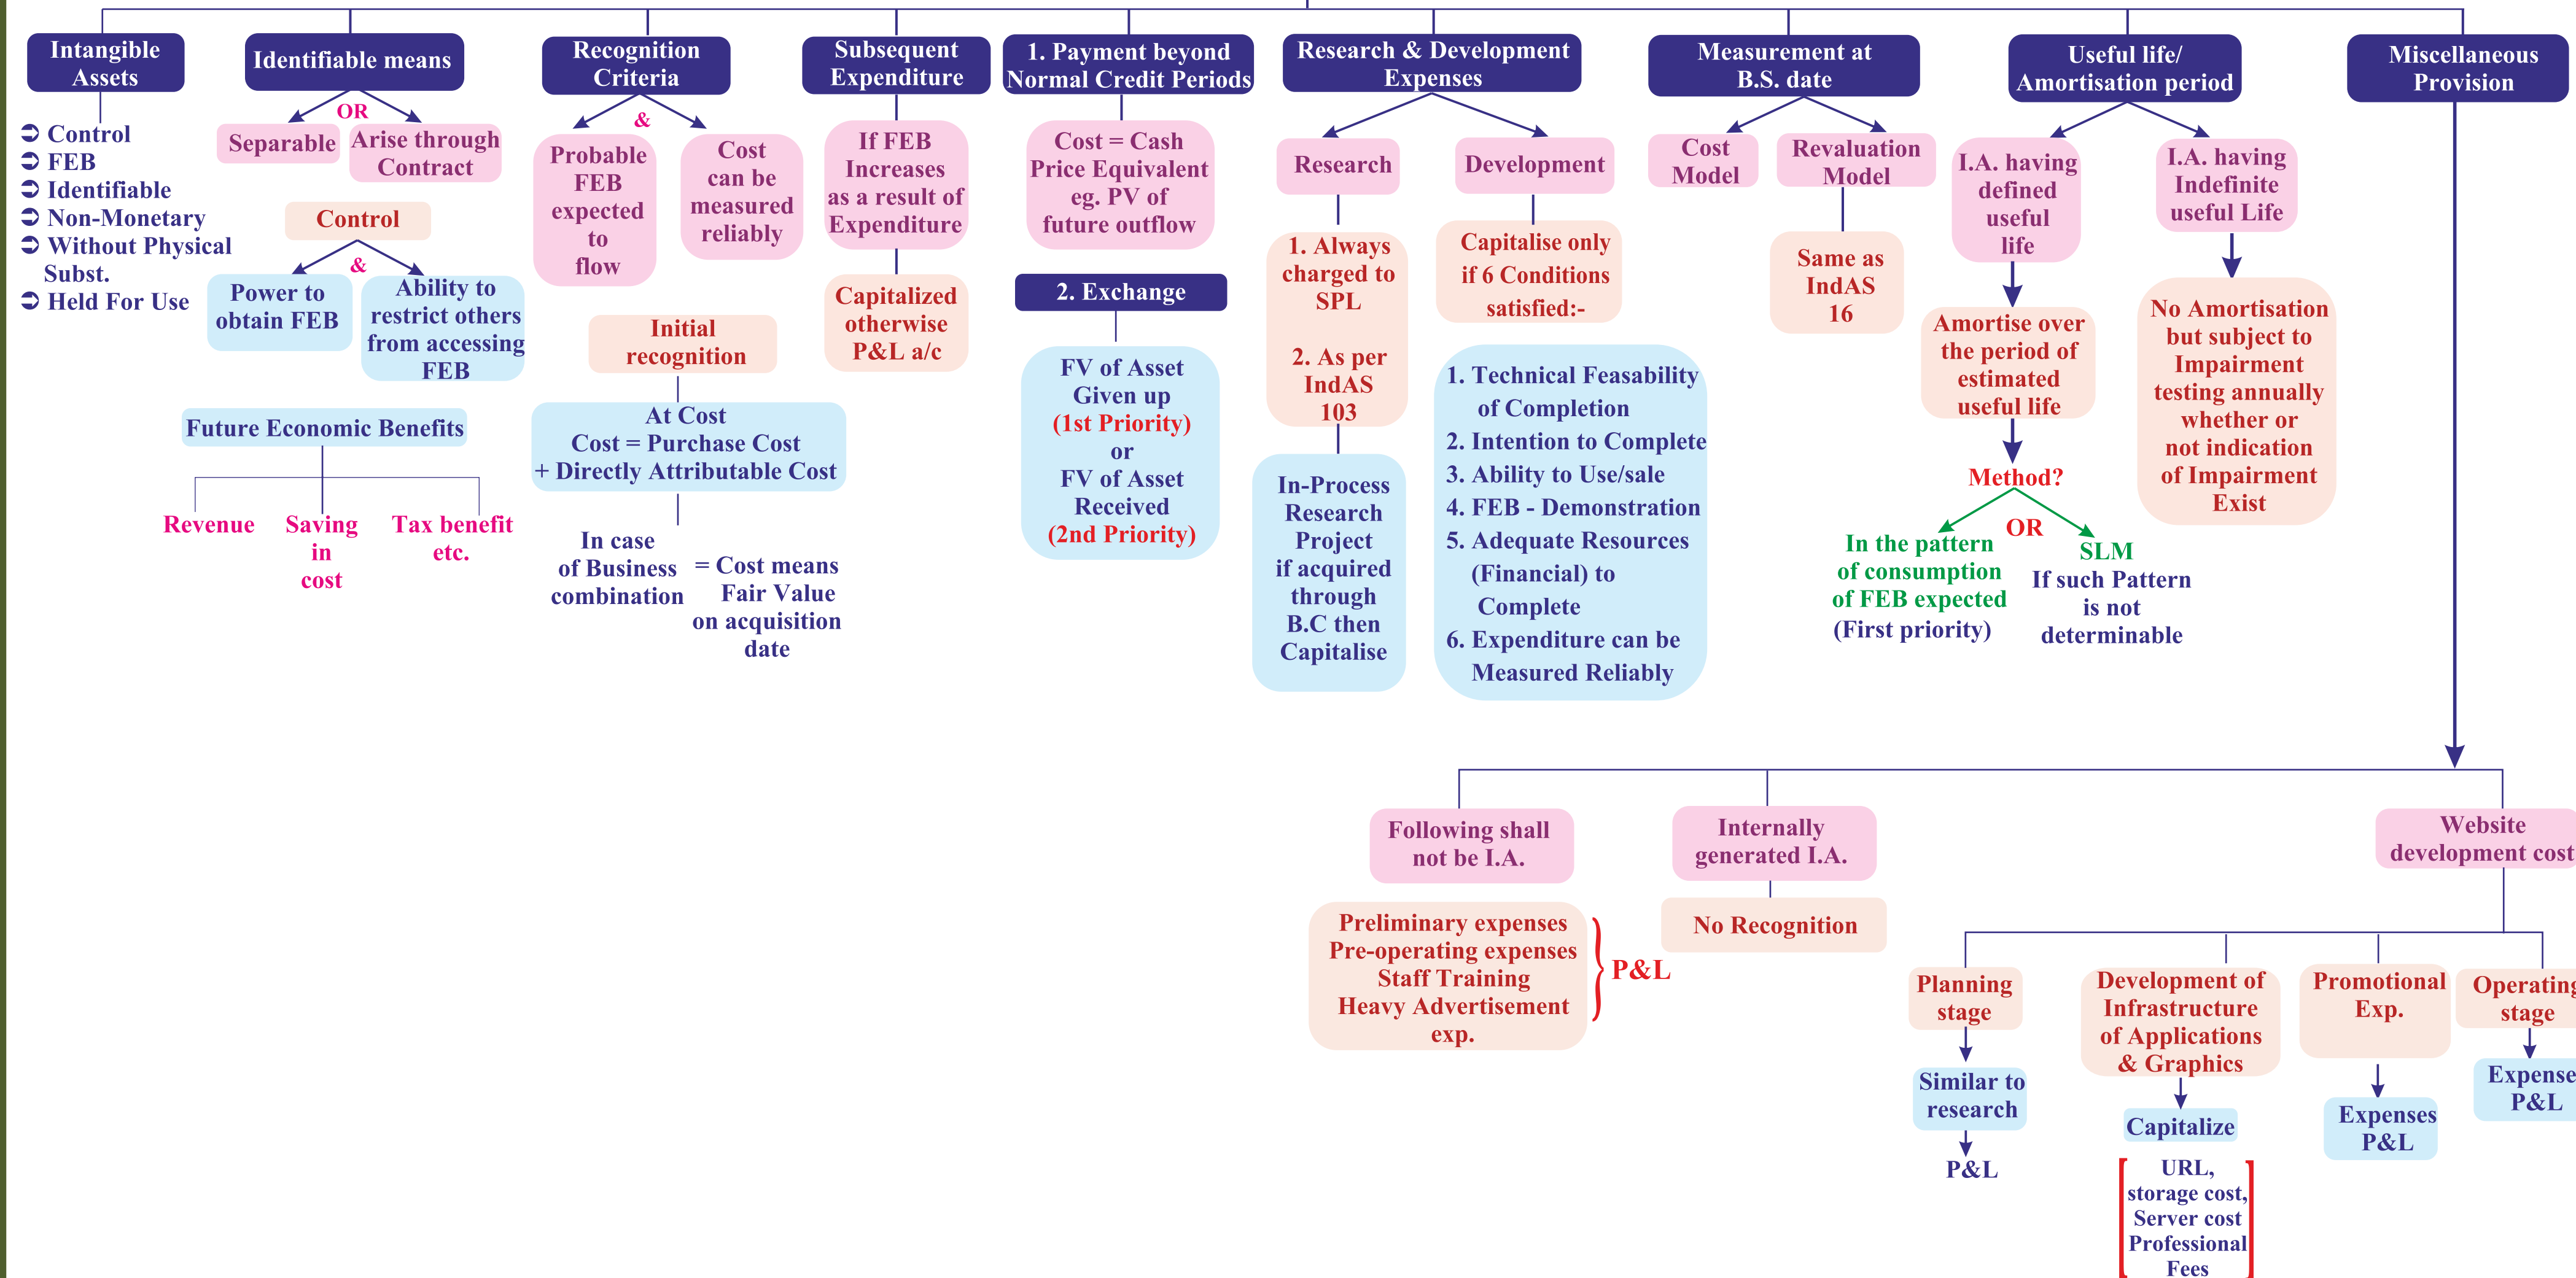 Intangible
Assets
➲ Control
➲ FEB
➲ Identifiable
➲ Non-Monetary
➲ Without Physical
Subst.
➲ Held For Use
Identifiable means
OR
Separable
Arise through
Contract
Control
&
Power to
obtain FEB
Ability to
restrict others
from accessing
FEB
Future Economic Benefits
Revenue
Saving
in
cost
Tax benefit
etc.
Recognition
Criteria
&
Probable
FEB
expected
to
flow
Cost
can be
measured
reliably
Initial
recognition
At Cost
Cost = Purchase Cost
+ Directly Attributable Cost
In case
of Business
combination
= Cost means
Fair Value
on acquisition
date
Subsequent
Expenditure
If FEB
Increases
as a result of
Expenditure
Capitalized
otherwise
P&L a/c
1. Payment beyond
Normal Credit Periods
Cost = Cash
Price Equivalent
eg. PV of
future outflow
2. Exchange
FV of Asset
Given up
(1st Priority)
or
FV of Asset
Received
(2nd Priority)
Research & Development
Expenses
Research
1. Always
charged to
SPL
2. As per
IndAS
103
In-Process
Research
Project
if acquired
through
B.C then
Capitalise
Development
Capitalise only
if 6 Conditions
satisfied:-
1. Technical Feasability
of Completion
2. Intention to Complete
3. Ability to Use/sale
4. FEB - Demonstration
5. Adequate Resources
(Financial) to
Complete
6. Expenditure can be
Measured Reliably
Measurement at
B.S. date
Cost
Model
Revaluation
Model
Same as
IndAS
16
Useful life/
Amortisation period
I.A. having
defined
useful
life
Amortise over
the period of
estimated
useful life
Method?
OR
In the pattern
of consumption
of FEB expected
(First priority)
SLM
If such Pattern
is not
determinable
I.A. having
Indefinite
useful Life
No Amortisation
but subject to
Impairment
testing annually
whether or
not indication
of Impairment
Exist
Miscellaneous
Provision
Following shall
not be I.A.
Preliminary expenses
Pre-operating expenses
Staff Training
Heavy Advertisement
exp.
P&L
Internally
generated I.A.
No Recognition
Website
development cost
Planning
stage
Similar to
research
P&L
Development of
Infrastructure
of Applications
& Graphics
Capitalize
URL,
storage cost,
Server cost
Professional
Fees
Promotional
Exp.
Expenses
P&L
Operating
stage
Expense
P&L